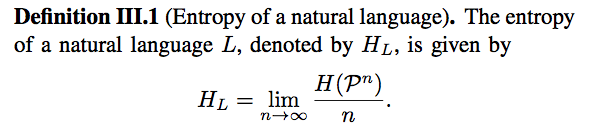 Definition III.1 (Entropy of a natural language). The entropy
of a natural language L, denoted by H_L, is given by
H_L = lim_{n→∞} H(𝒫ⁿ)/n.